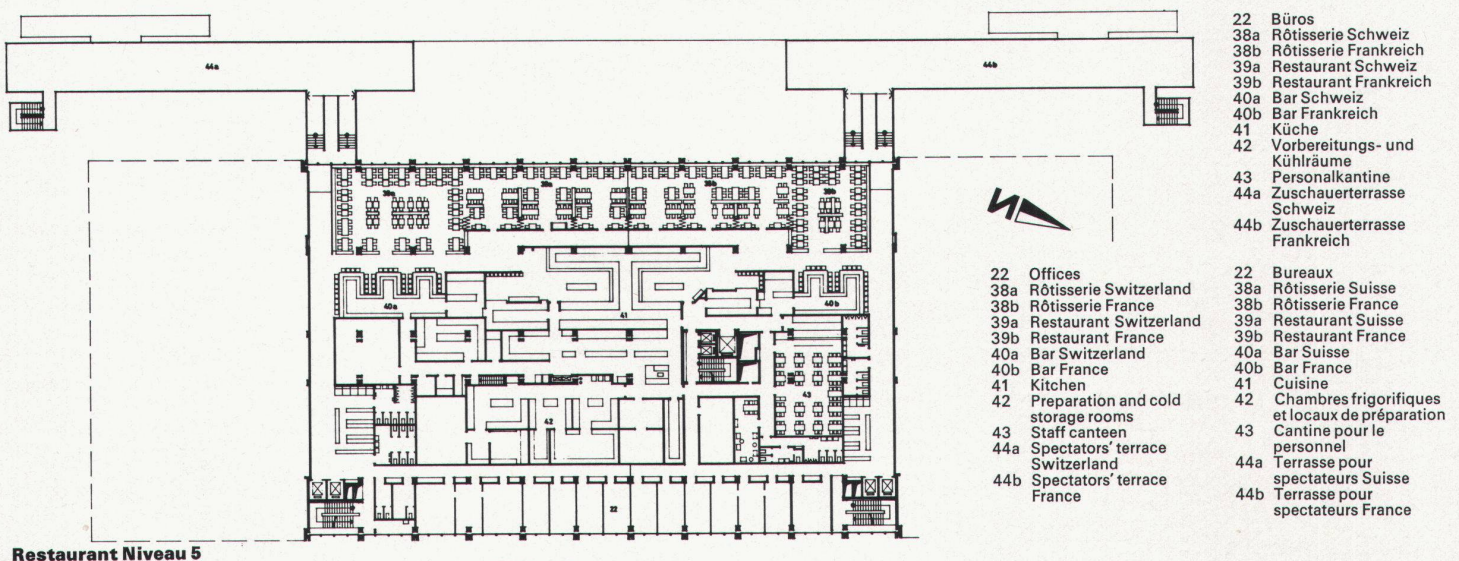 44a
44b
38a
39a
39b
38b
N
40a
40b
41
43
42
22
Restaurant Niveau 5
22 Büros
38a Rôtisserie Schweiz
38b Rôtisserie Frankreich
39a Restaurant Schweiz
39b Restaurant Frankreich
40a Bar Schweiz
40b Bar Frankreich
41 Küche
42 Vorbereitungs- und
Kühlräume
43 Personalkantine
44a Zuschauerterrasse
Schweiz
44b Zuschauerterrasse
Frankreich
22 Offices
38a Rôtisserie Switzerland
38b Rôtisserie France
39a Restaurant Switzerland
39b Restaurant France
40a Bar Switzerland
40b Bar France
41 Kitchen
42 Preparation and cold
storage rooms
43 Staff canteen
44a Spectators' terrace
Switzerland
44b Spectators' terrace
France
22 Bureaux
38a Rôtisserie Suisse
38b Rôtisserie France
39a Restaurant Suisse
39b Restaurant France
40a Bar Suisse
40b Bar France
41 Cuisine
42 Chambres frigorifiques
et locaux de préparation
43 Cantine pour le
personnel
44a Terrasse pour
spectateurs Suisse
44b Terrasse pour
spectateurs France